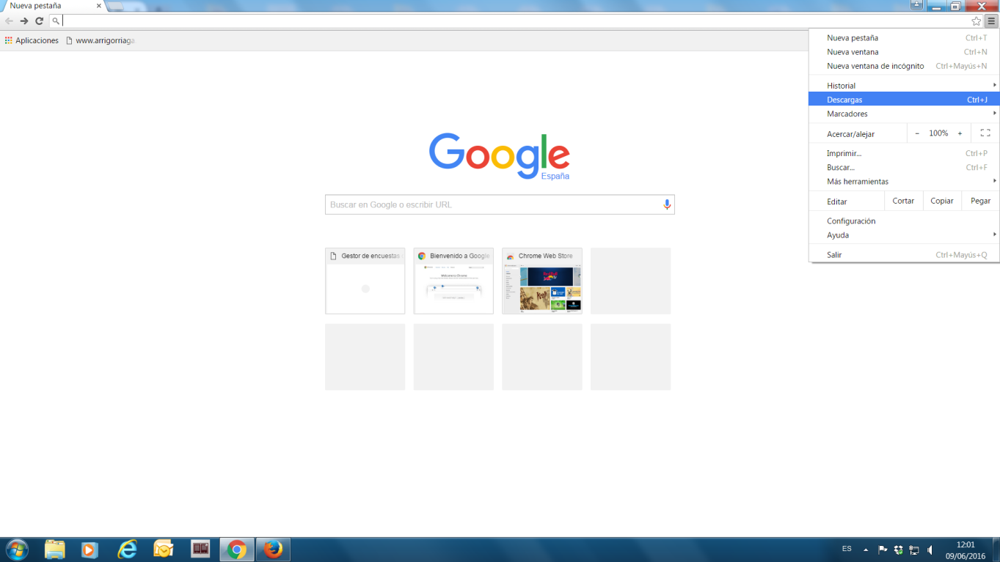 Nueva pestaña
Aplicaciones
www.arrigorriaga
Nueva pestaña Ctrl+T
Nueva ventana Ctrl+N
Nueva ventana de incógnito Ctrl+Mayús+N
Historial
Descargas Ctrl+J
Marcadores
Acercar/alejar - 100% +
Imprimir... Ctrl+P
Buscar... Ctrl+F
Más herramientas
Editar Cortar Copiar Pegar
Configuración
Ayuda
Salir Ctrl+Mayús+Q
Google
España
Buscar en Google o escribir URL
Gestor de encuestas
Bienvenido a Google
Chrome Web Store
Welcome to Chrome
ES
12:01
09/06/2016